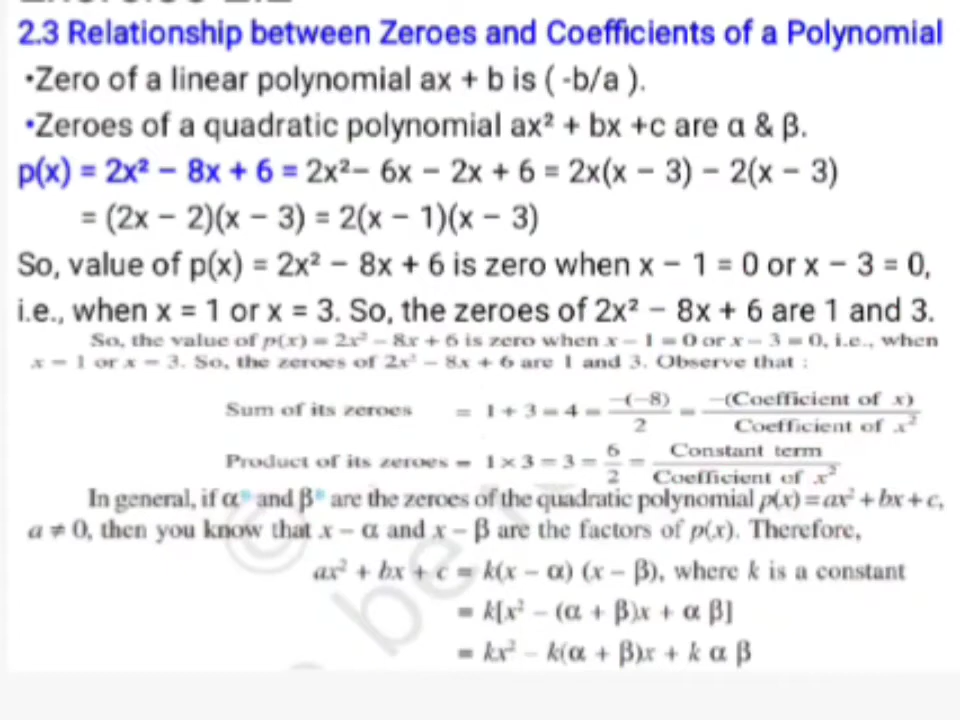 2.3 Relationship between Zeroes and Coefficients of a Polynomial
•Zero of a linear polynomial ax + b is ( -b/a ).
•Zeroes of a quadratic polynomial ax² + bx +c are α & β.
p(x) = 2x² – 8x + 6 = 2x²– 6x – 2x + 6 = 2x(x – 3) – 2(x – 3)
= (2x – 2)(x – 3) = 2(x – 1)(x – 3)
So, value of p(x) = 2x² – 8x + 6 is zero when x – 1 = 0 or x – 3 = 0,
i.e., when x = 1 or x = 3. So, the zeroes of 2x² – 8x + 6 are 1 and 3.
So, the value of p(x) = 2x² – 8x + 6 is zero when x – 1 = 0 or x – 3 = 0, i.e., when
x = 1 or x = 3. So, the zeroes of 2x² – 8x + 6 are 1 and 3. Observe that :
Sum of its zeroes = 1 + 3 = 4 = –(–8)/2 = –(Coefficient of x)/Coefficient of x²
Product of its zeroes = 1 × 3 = 3 = 6/2 = Constant term/Coefficient of x²
In general, if α* and β* are the zeroes of the quadratic polynomial p(x) = ax² + bx + c,
a ≠ 0, then you know that x – α and x – β are the factors of p(x). Therefore,
ax² + bx + c = k(x – α) (x – β), where k is a constant
= k[x² – (α + β)x + α β]
= kx² – k(α + β)x + k α β